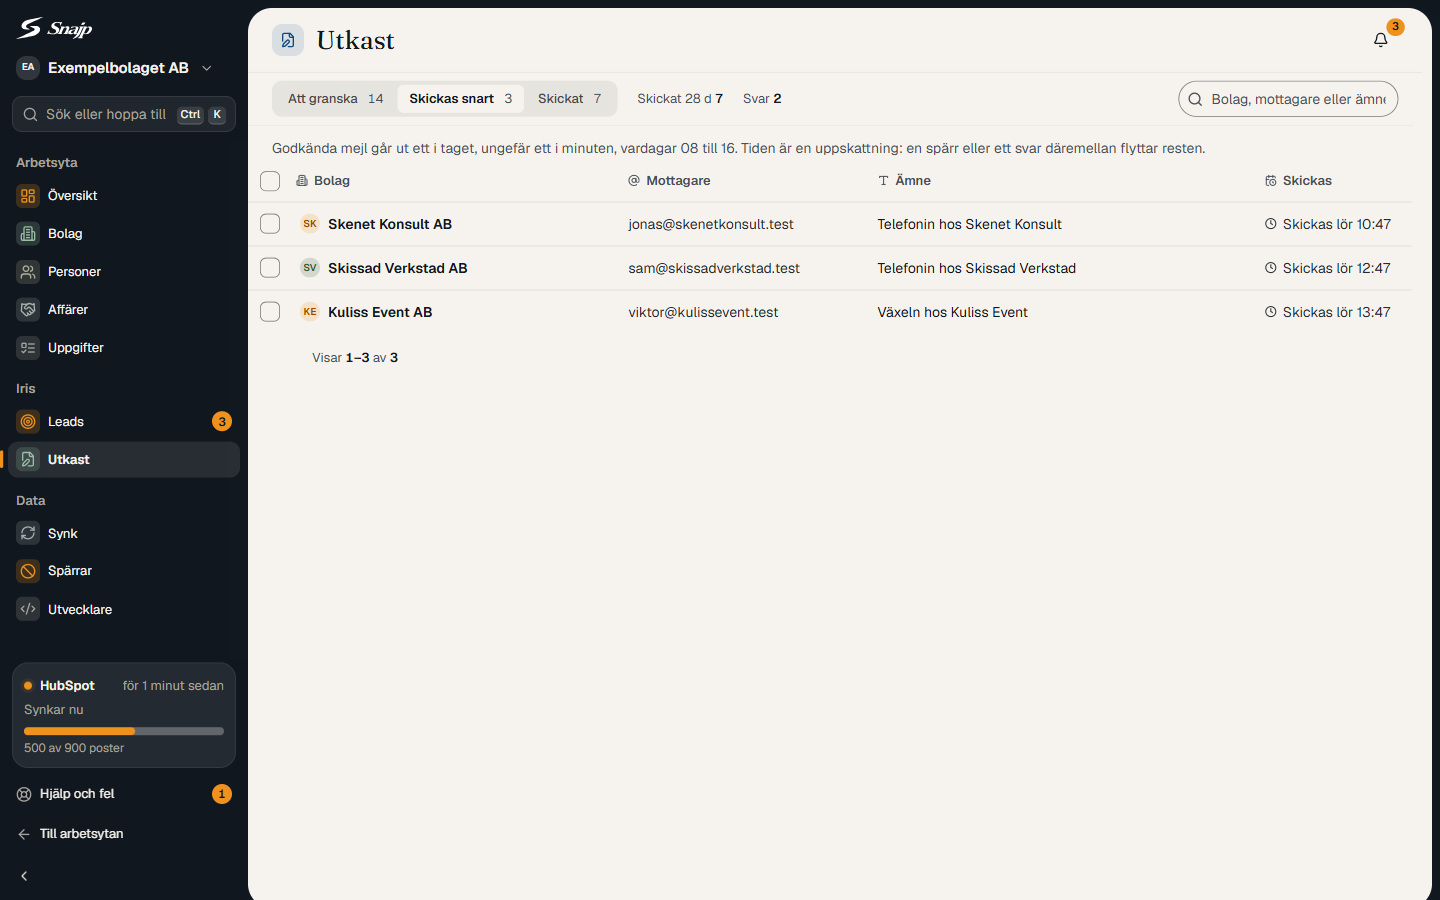 Snajp
EA Exempelbolaget AB
Sök eller hoppa till Ctrl K
Arbetsyta
Översikt
Bolag
Personer
Affärer
Uppgifter
Iris
Leads 3
Utkast
Data
Synk
Spärrar
Utvecklare
HubSpot för 1 minut sedan
Synkar nu
500 av 900 poster
Hjälp och fel 1
Till arbetsytan
Utkast
3
Att granska 14 Skickas snart 3 Skickat 7 Skickat 28 d 7 Svar 2
Bolag, mottagare eller ämne
Godkända mejl går ut ett i taget, ungefär ett i minuten, vardagar 08 till 16. Tiden är en uppskattning: en spärr eller ett svar däremellan flyttar resten.
Bolag Mottagare Ämne Skickas
SK Skenet Konsult AB jonas@skenetkonsult.test Telefonin hos Skenet Konsult Skickas lör 10:47
SV Skissad Verkstad AB sam@skissadverkstad.test Telefonin hos Skissad Verkstad Skickas lör 12:47
KE Kuliss Event AB viktor@kulissevent.test Växeln hos Kuliss Event Skickas lör 13:47
Visar 1–3 av 3